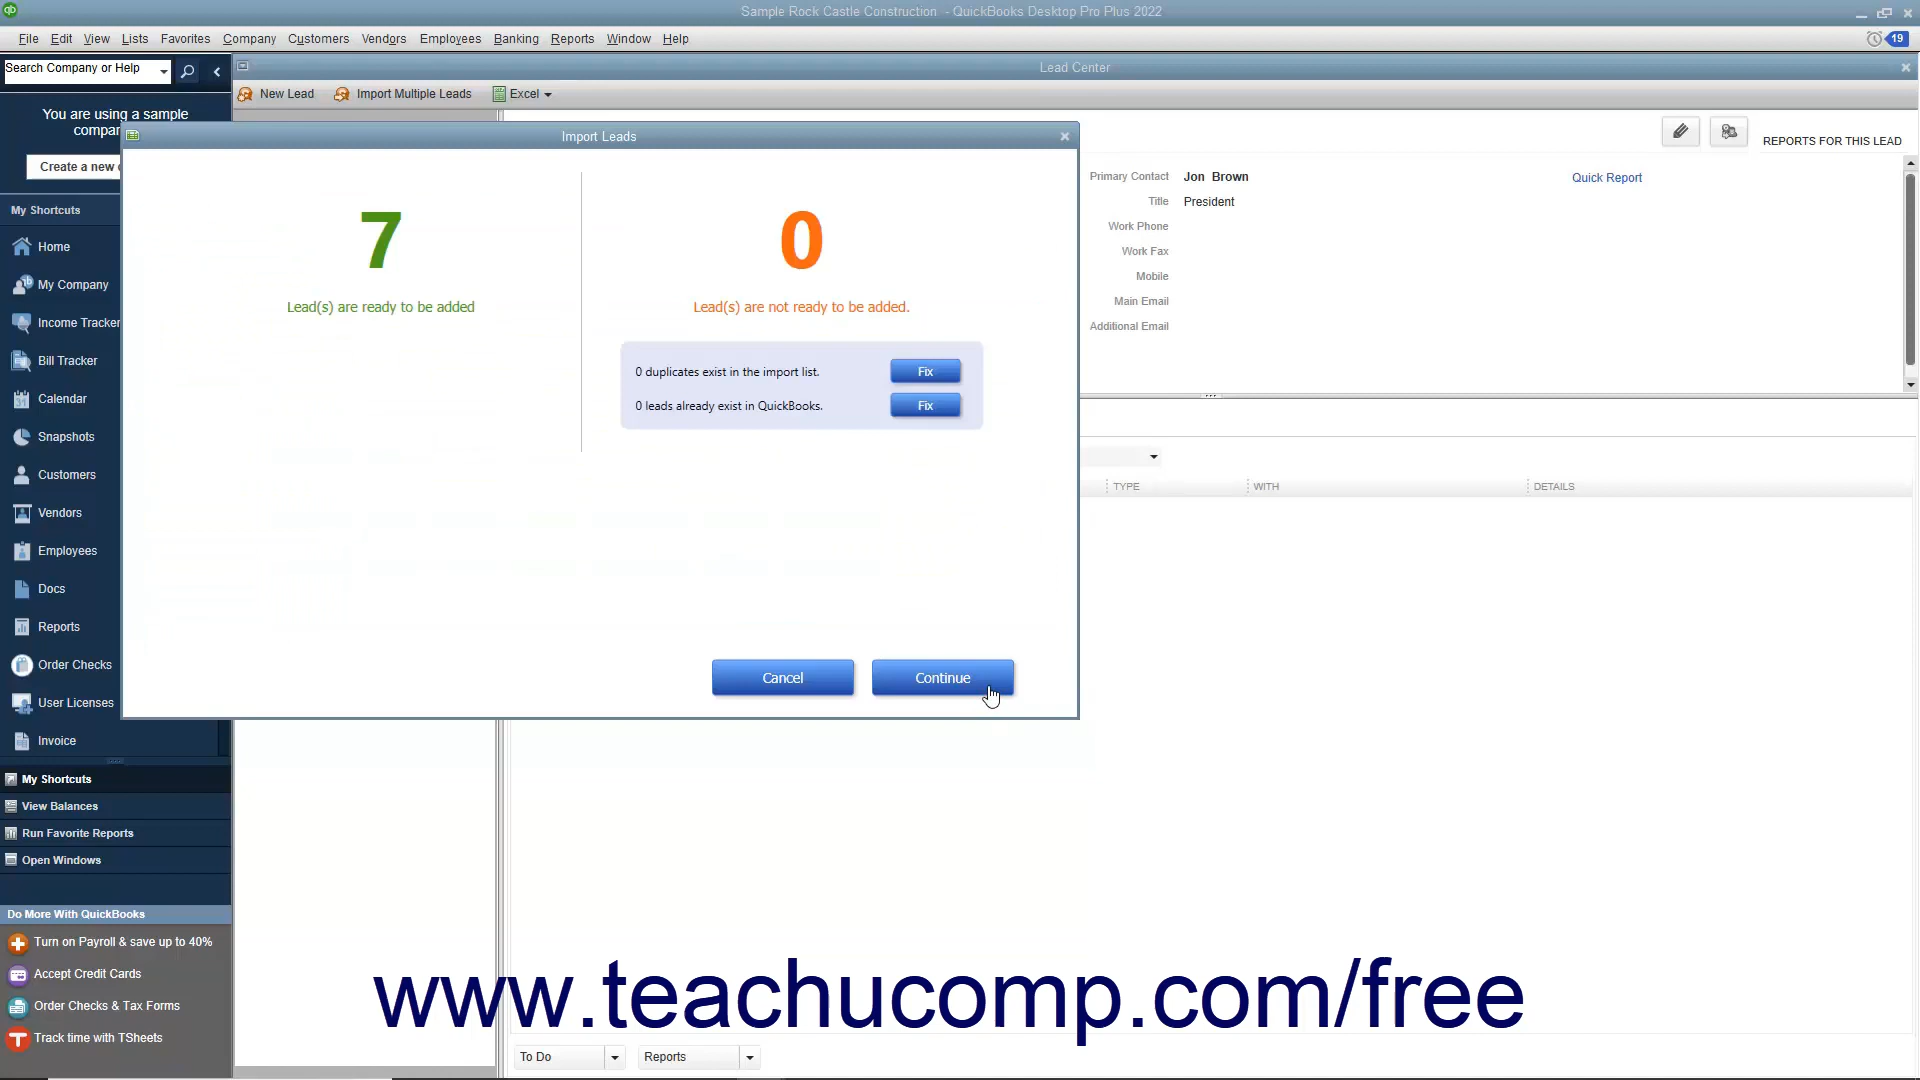 Sample Rock Castle Construction - QuickBooks Desktop Pro Plus 2022
File Edit View Lists Favorites Company Customers Vendors Employees Banking Reports Window Help
19
Search Company or Help
Lead Center
New Lead Import Multiple Leads Excel
You are using a sample
compan
Create a new c
Import Leads
7
Lead(s) are ready to be added
0
Lead(s) are not ready to be added.
0 duplicates exist in the import list. Fix
0 leads already exist in QuickBooks. Fix
Cancel Continue
REPORTS FOR THIS LEAD
Primary Contact Jon Brown
Quick Report
Title President
Work Phone
Work Fax
Mobile
Main Email
Additional Email
TYPE WITH DETAILS
My Shortcuts
Home
My Company
Income Tracker
Bill Tracker
Calendar
Snapshots
Customers
Vendors
Employees
Docs
Reports
Order Checks
User Licenses
Invoice
My Shortcuts
View Balances
Run Favorite Reports
Open Windows
Do More With QuickBooks
Turn on Payroll & save up to 40%
Accept Credit Cards
Order Checks & Tax Forms
Track time with TSheets
www.teachucomp.com/free
To Do Reports